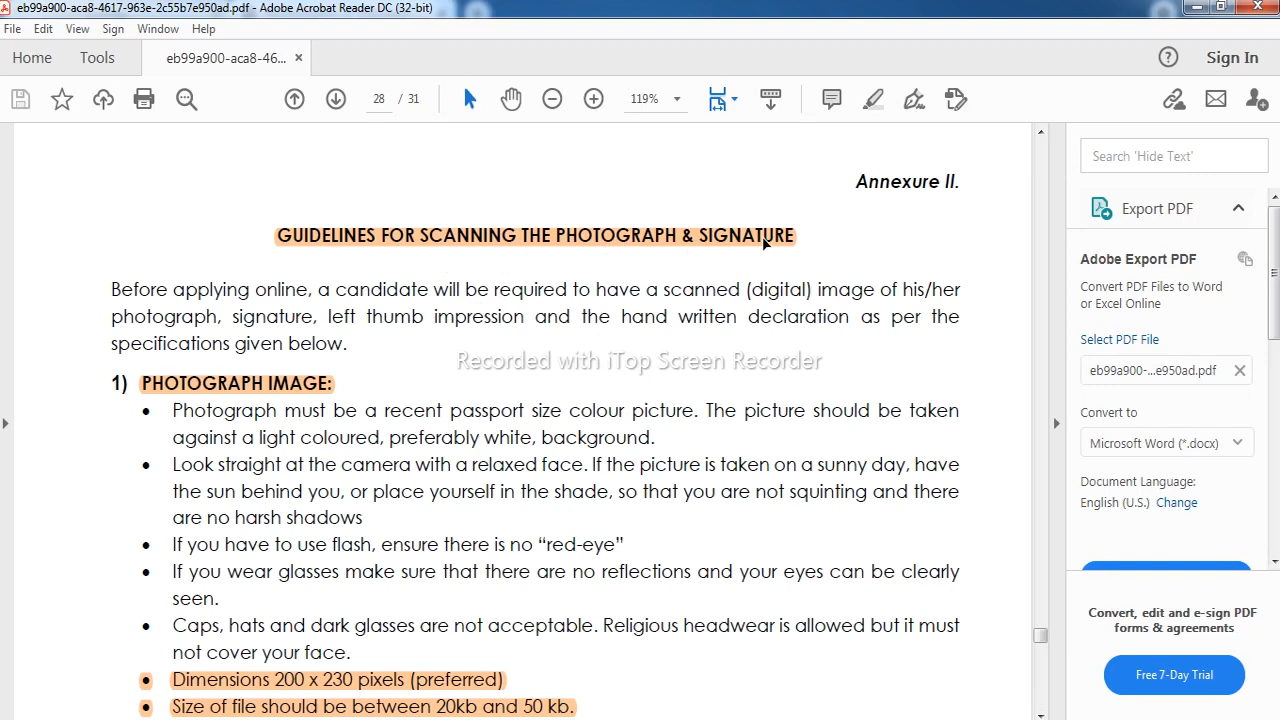 eb99a900-aca8-4617-963e-2c55b7e950ad.pdf - Adobe Acrobat Reader DC (32-bit)
File Edit View Sign Window Help
Home Tools eb99a900-aca8-46... × Sign In
28 / 31 119%
Search 'Hide Text'
Export PDF
Adobe Export PDF
Convert PDF Files to Word
or Excel Online
Select PDF File
eb99a900-...e950ad.pdf
Convert to
Microsoft Word (*.docx)
Document Language:
English (U.S.) Change
Convert, edit and e-sign PDF
forms & agreements
Free 7-Day Trial
Annexure II.
GUIDELINES FOR SCANNING THE PHOTOGRAPH & SIGNATURE
Before applying online, a candidate will be required to have a scanned (digital) image of his/her
photograph, signature, left thumb impression and the hand written declaration as per the
specifications given below.
Recorded with iTop Screen Recorder
1) PHOTOGRAPH IMAGE:
• Photograph must be a recent passport size colour picture. The picture should be taken
against a light coloured, preferably white, background.
• Look straight at the camera with a relaxed face. If the picture is taken on a sunny day, have
the sun behind you, or place yourself in the shade, so that you are not squinting and there
are no harsh shadows
• If you have to use flash, ensure there is no “red-eye”
• If you wear glasses make sure that there are no reflections and your eyes can be clearly
seen.
• Caps, hats and dark glasses are not acceptable. Religious headwear is allowed but it must
not cover your face.
• Dimensions 200 x 230 pixels (preferred)
• Size of file should be between 20kb and 50 kb.